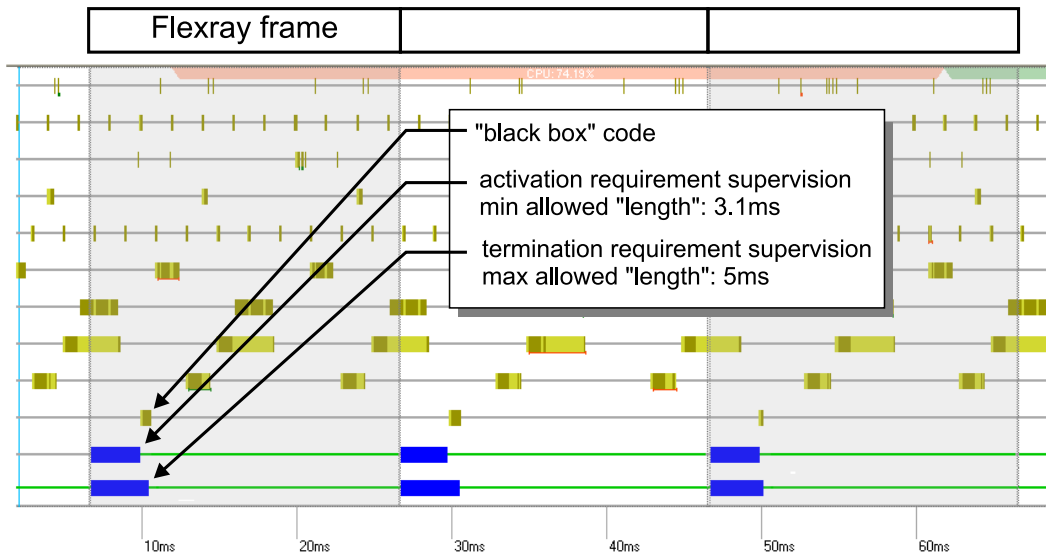 Flexray frame
CPU: 74.19%
"black box" code
activation requirement supervision
min allowed "length": 3.1ms
termination requirement supervision
max allowed "length": 5ms
10ms
20ms
30ms
40ms
50ms
60ms